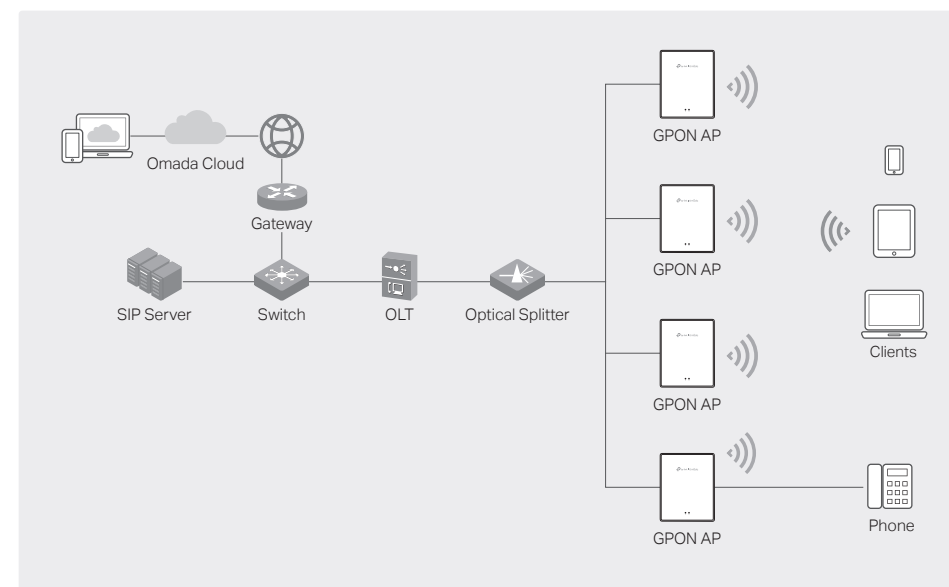 GPON AP
Omada Cloud
Gateway
GPON AP
SIP Server
Switch
OLT
Optical Splitter
Clients
GPON AP
GPON AP
Phone